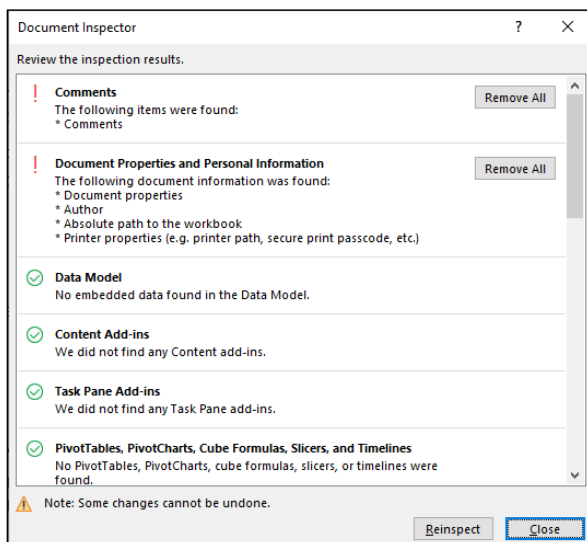 Document Inspector
?
Review the inspection results.
Comments
Remove All
The following items were found:
* Comments
Document Properties and Personal Information
Remove All
The following document information was found:
* Document properties
* Author
* Absolute path to the workbook
* Printer properties (e.g. printer path, secure print passcode, etc.)
Data Model
No embedded data found in the Data Model.
Content Add-ins
We did not find any Content add-ins.
Task Pane Add-ins
We did not find any Task Pane add-ins.
PivotTables, PivotCharts, Cube Formulas, Slicers, and Timelines
No PivotTables, PivotCharts, cube formulas, slicers, or timelines were
found.
Note: Some changes cannot be undone.
Reinspect
Close